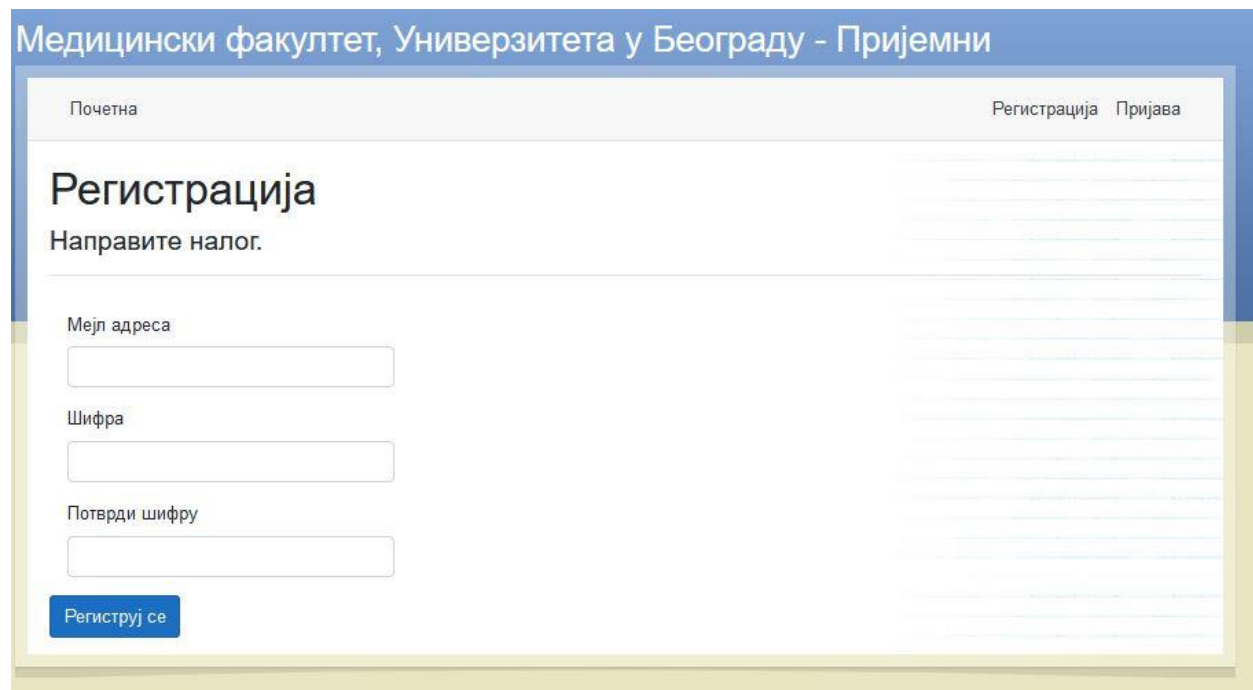 Медицински факултет, Универзитета у Београду - Пријемни
Почетна
Регистрација Пријава
Регистрација
Направите налог.
Мејл адреса
Шифра
Потврди шифру
Региструј се